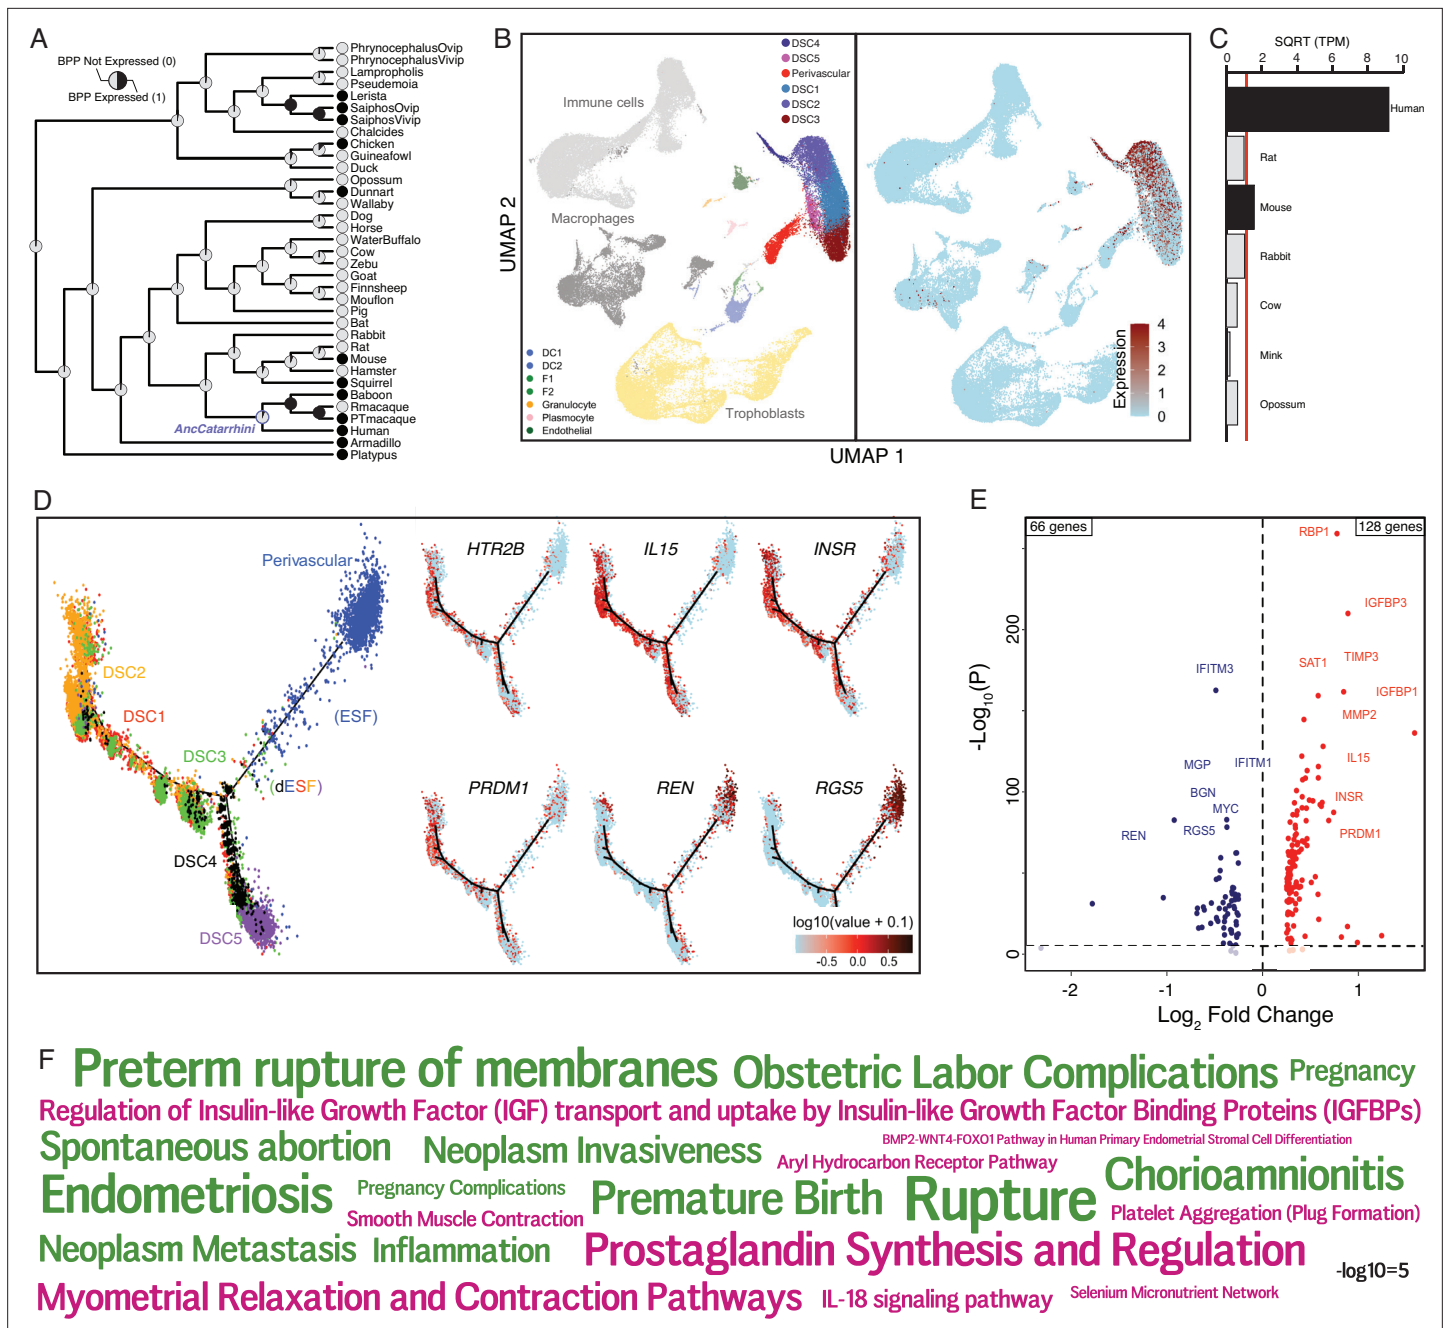 A
BPP Not Expressed (0)
BPP Expressed (1)
PhrynocephalusOvip
PhrynocephalusVivip
Lampropholis
Pseudemoia
Lerista
SaiphosOvip
SaiphosVivip
Chalcides
Chicken
Guineafowl
Duck
Opossum
Dunnart
Wallaby
Dog
Horse
WaterBuffalo
Cow
Zebu
Goat
Finnsheep
Mouflon
Pig
Bat
Rabbit
Rat
Mouse
Hamster
Squirrel
Baboon
Rmacaque
PTmacaque
Human
Armadillo
Platypus
AncCatarrhini
B
UMAP 2
DSC4
DSC5
Perivascular
DSC1
DSC2
DSC3
Immune cells
Macrophages
Trophoblasts
DC1
DC2
F1
F2
Granulocyte
Plasmocyte
Endothelial
Expression
4
3
2
1
0
UMAP 1
C
SQRT (TPM)
0 2 4 6 8 10
Human
Rat
Mouse
Rabbit
Cow
Mink
Opossum
D
Perivascular
DSC2
DSC1
(ESF)
DSC3
(dESF)
DSC4
DSC5
HTR2B
IL15
INSR
PRDM1
REN
RGS5
log10(value + 0.1)
-0.5 0.0 0.5
E
66 genes
128 genes
RBP1
IGFBP3
TIMP3
SAT1
IFITM3
IGFBP1
MMP2
IL15
MGP
IFITM1
BGN
INSR
MYC
RGS5
REN
PRDM1
-Log10(P)
200
100
0
-2 -1 0 1
Log2 Fold Change
F
Preterm rupture of membranes Obstetric Labor Complications Pregnancy
Regulation of Insulin-like Growth Factor (IGF) transport and uptake by Insulin-like Growth Factor Binding Proteins (IGFBPs)
Spontaneous abortion Neoplasm Invasiveness BMP2-WNT4-FOXO1 Pathway in Human Primary Endometrial Stromal Cell Differentiation
Aryl Hydrocarbon Receptor Pathway Chorioamnionitis
Endometriosis Pregnancy Complications Premature Birth Rupture
Smooth Muscle Contraction Platelet Aggregation (Plug Formation)
Neoplasm Metastasis Inflammation Prostaglandin Synthesis and Regulation
-log10=5
Myometrial Relaxation and Contraction Pathways IL-18 signaling pathway Selenium Micronutrient Network